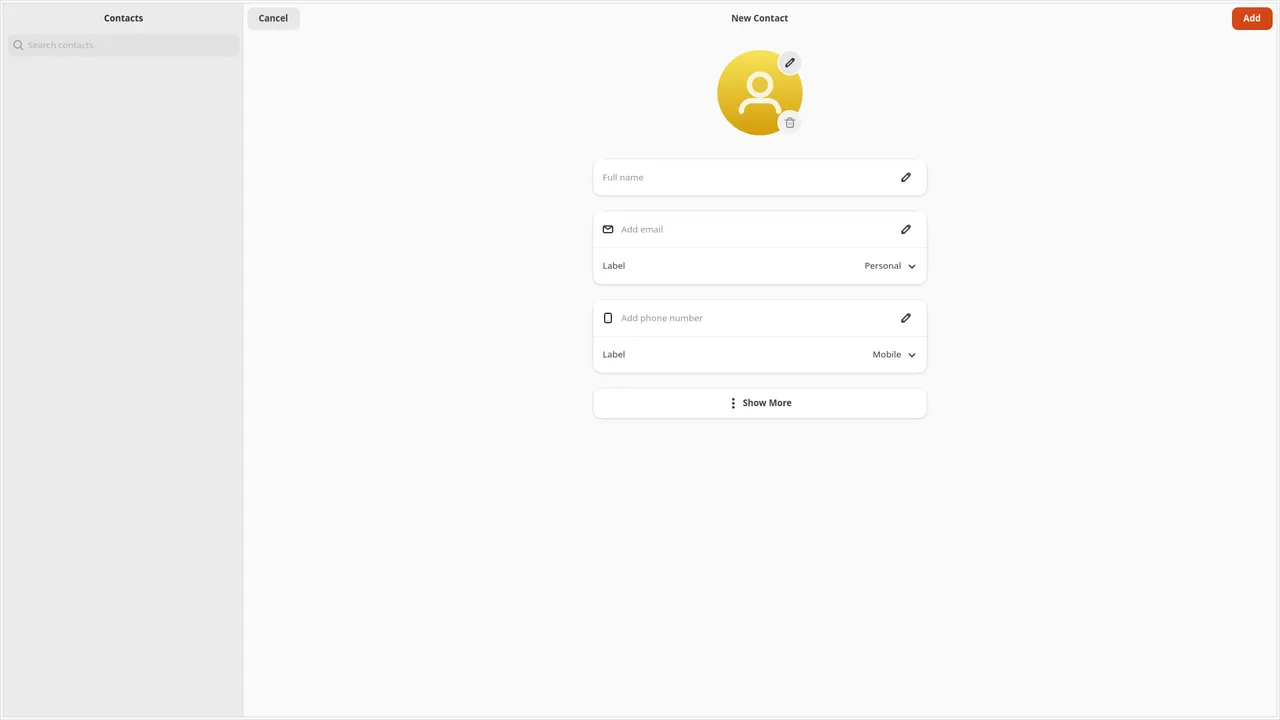 Contacts
Search contacts
Cancel
New Contact
Add
Full name
Add email
Label
Personal
Add phone number
Label
Mobile
Show More